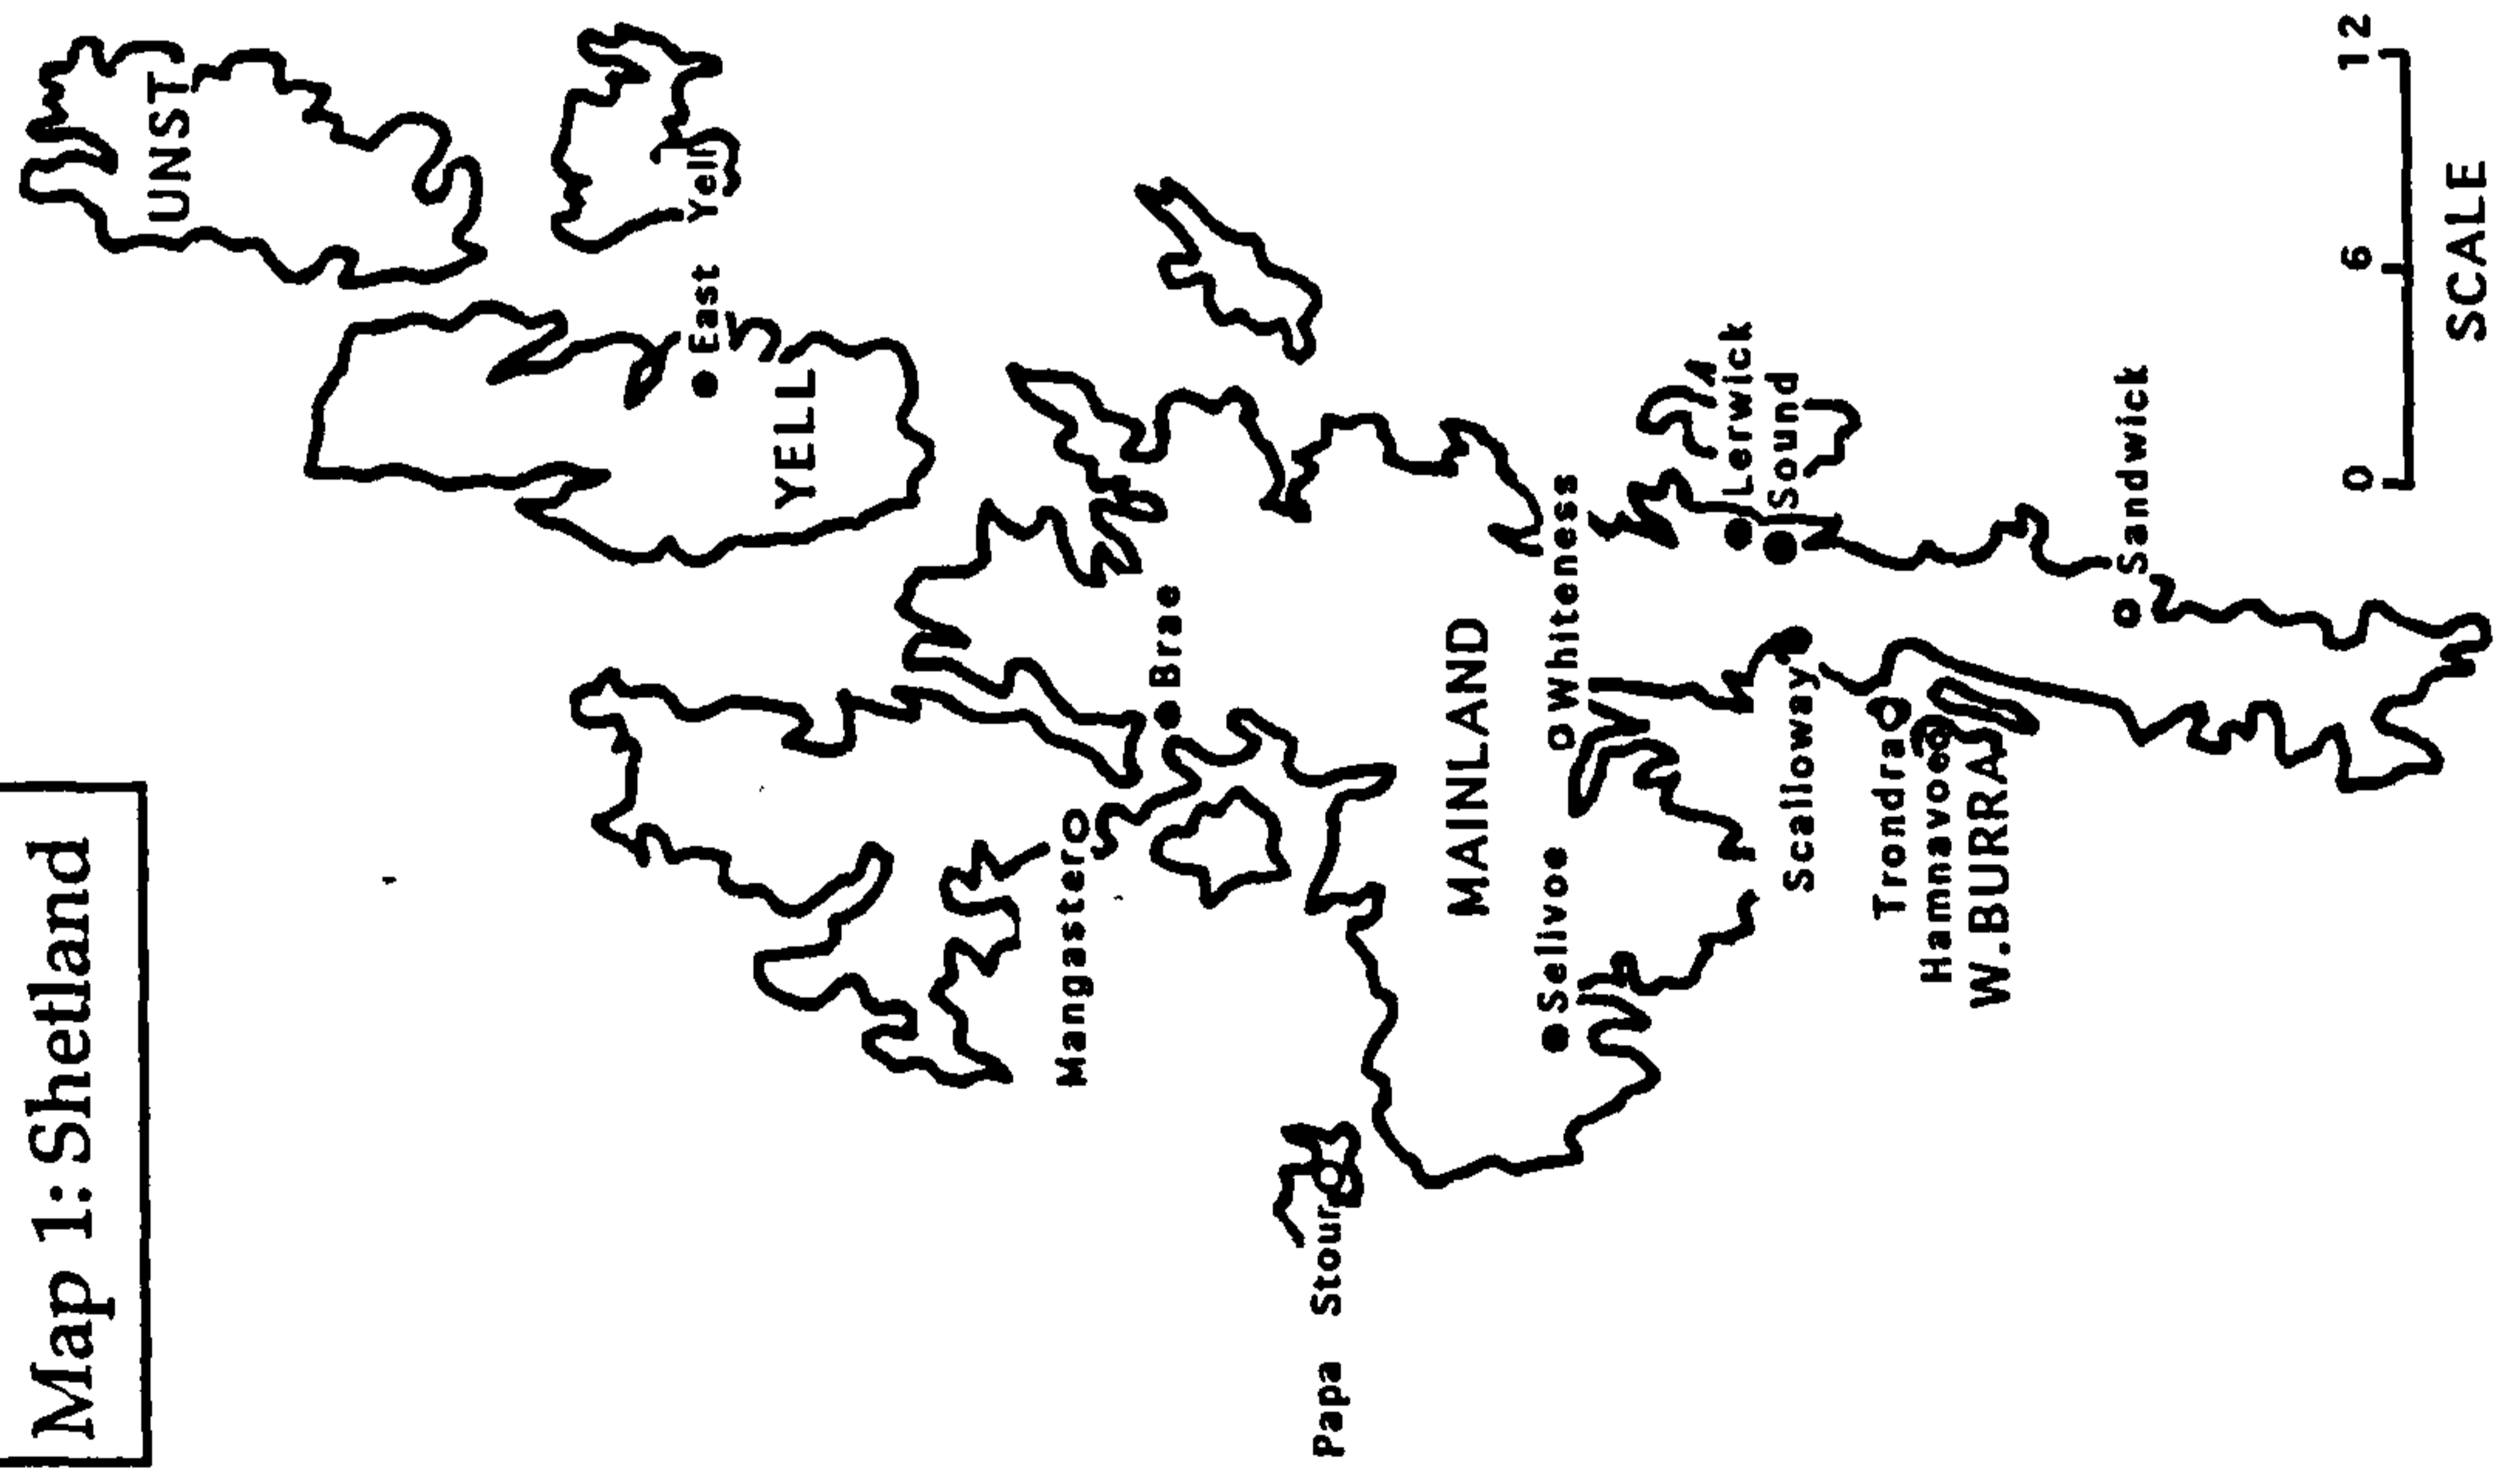 Map 1: Shetland
UNST
East Yell
YELL
Mangaster
Brae
Papa Stour
MAINLAND
Selivoe
Whiteness
Lerwick
Sound
Scalloway
Trondra
Hamnavoe
W.BURRA
Sandwick
0 6 12
SCALE